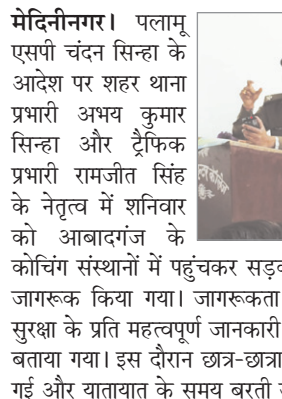 मेदिनीनगर। पलामू
एसपी चंदन सिन्हा के
आदेश पर शहर थाना
प्रभारी अभय कुमार
सिन्हा और ट्रैफिक
प्रभारी रामजीत सिंह
के नेतृत्व में शनिवार
को आबादगंज के
कोचिंग संस्थानों में पहुंचकर
जागरूक किया गया। जागरूकता
सुरक्षा के प्रति महत्वपूर्ण जानकारी
बताया गया। इस दौरान
गई और यातायात के समय बरती